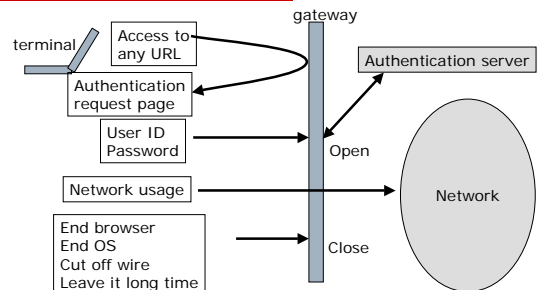 gateway
terminal
Access to
any URL
Authentication server
Authentication
request page
User ID
Password
Open
Network usage
Network
End browser
End OS
Cut off wire
Leave it long time
Close